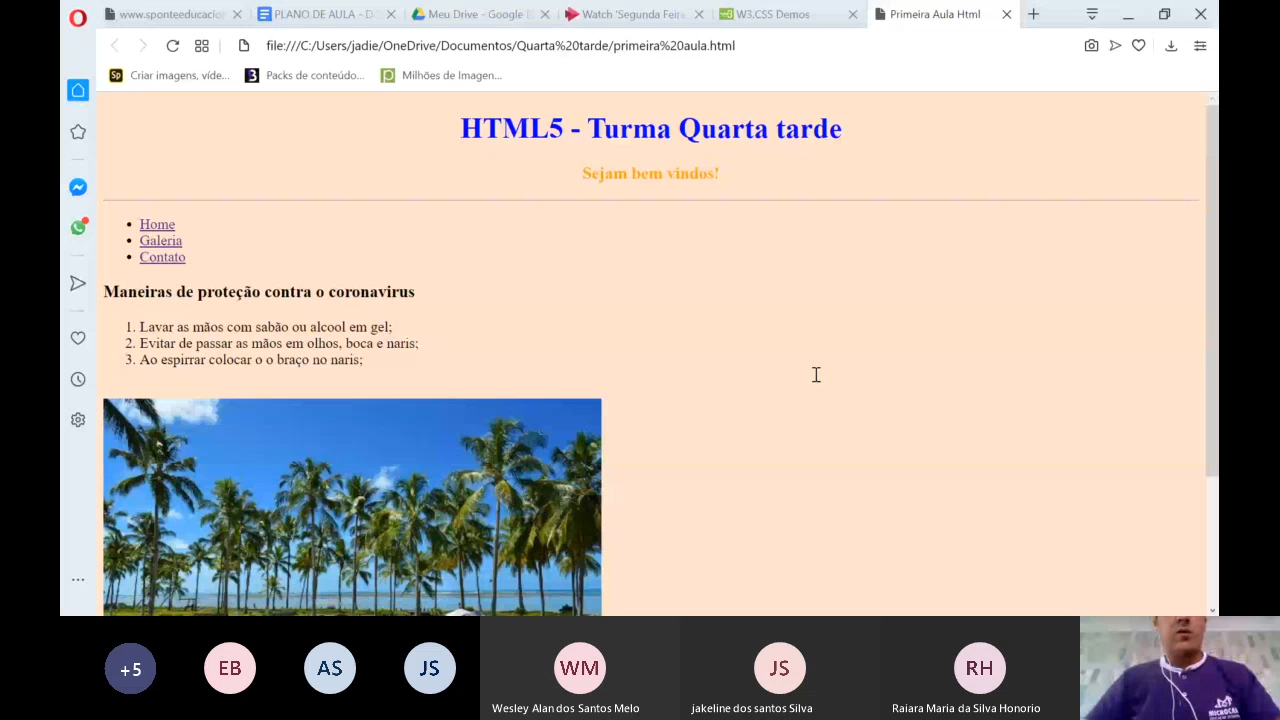 www.sponteeducacio
PLANO DE AULA - D
Meu Drive - Google
Watch 'Segunda Feira
W3.CSS Demos
Primeira Aula Html
file:///C:/Users/jadie/OneDrive/Documentos/Quarta%20tarde/primeira%20aula.html
Sp Criar imagens, víde...
Packs de conteúdo...
Milhões de Imagen...
HTML5 - Turma Quarta tarde
Sejam bem vindos!
Home
Galeria
Contato
Maneiras de proteção contra o coronavirus
1. Lavar as mãos com sabão ou alcool em gel;
2. Evitar de passar as mãos em olhos, boca e naris;
3. Ao espirrar colocar o o braço no naris;
+5
EB
AS
JS
WM
JS
RH
Wesley Alan dos Santos Melo
jakeline dos santos Silva
Raiara Maria da Silva Honorio